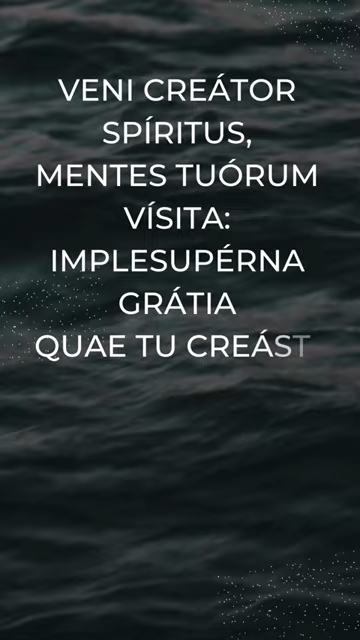 VENI CREÁTOR
SPÍRITUS,
MENTES TUÓRUM
VÍSITA:
IMPLESUPÉRNA
GRÁTIA
QUAE TU CREÁST